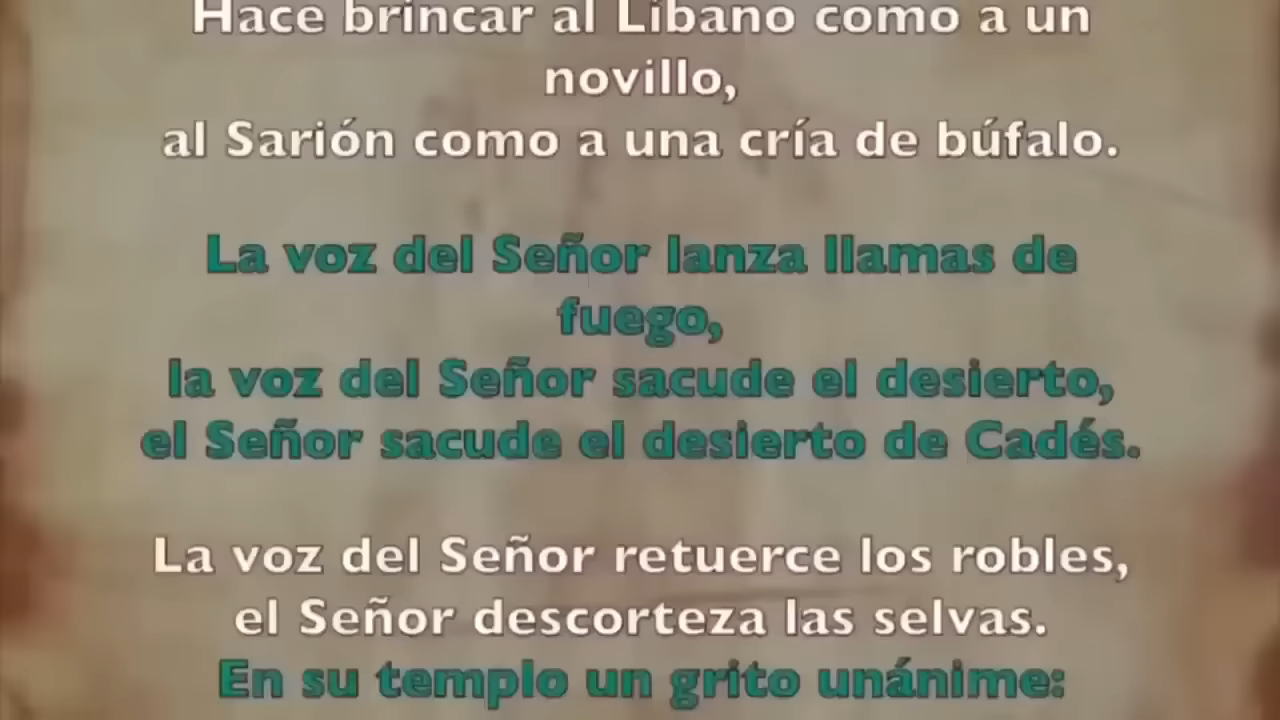 Hace brincar al Líbano como a un
novillo,
al Sarión como a una cría de búfalo.
La voz del Señor lanza llamas de
fuego,
la voz del Señor sacude el desierto,
el Señor sacude el desierto de Cadés.
La voz del Señor retuerce los robles,
el Señor descorteza las selvas.
En su templo un grito unánime: